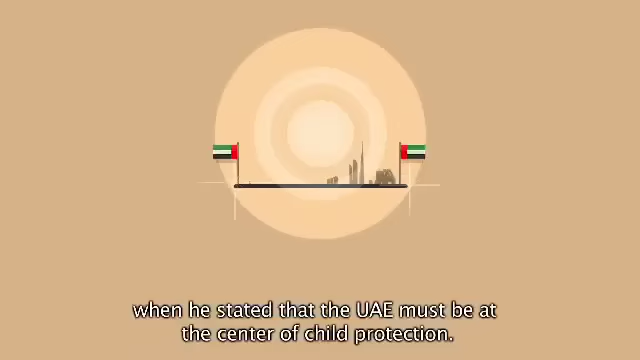 when he stated that the UAE must be at
the center of child protection.